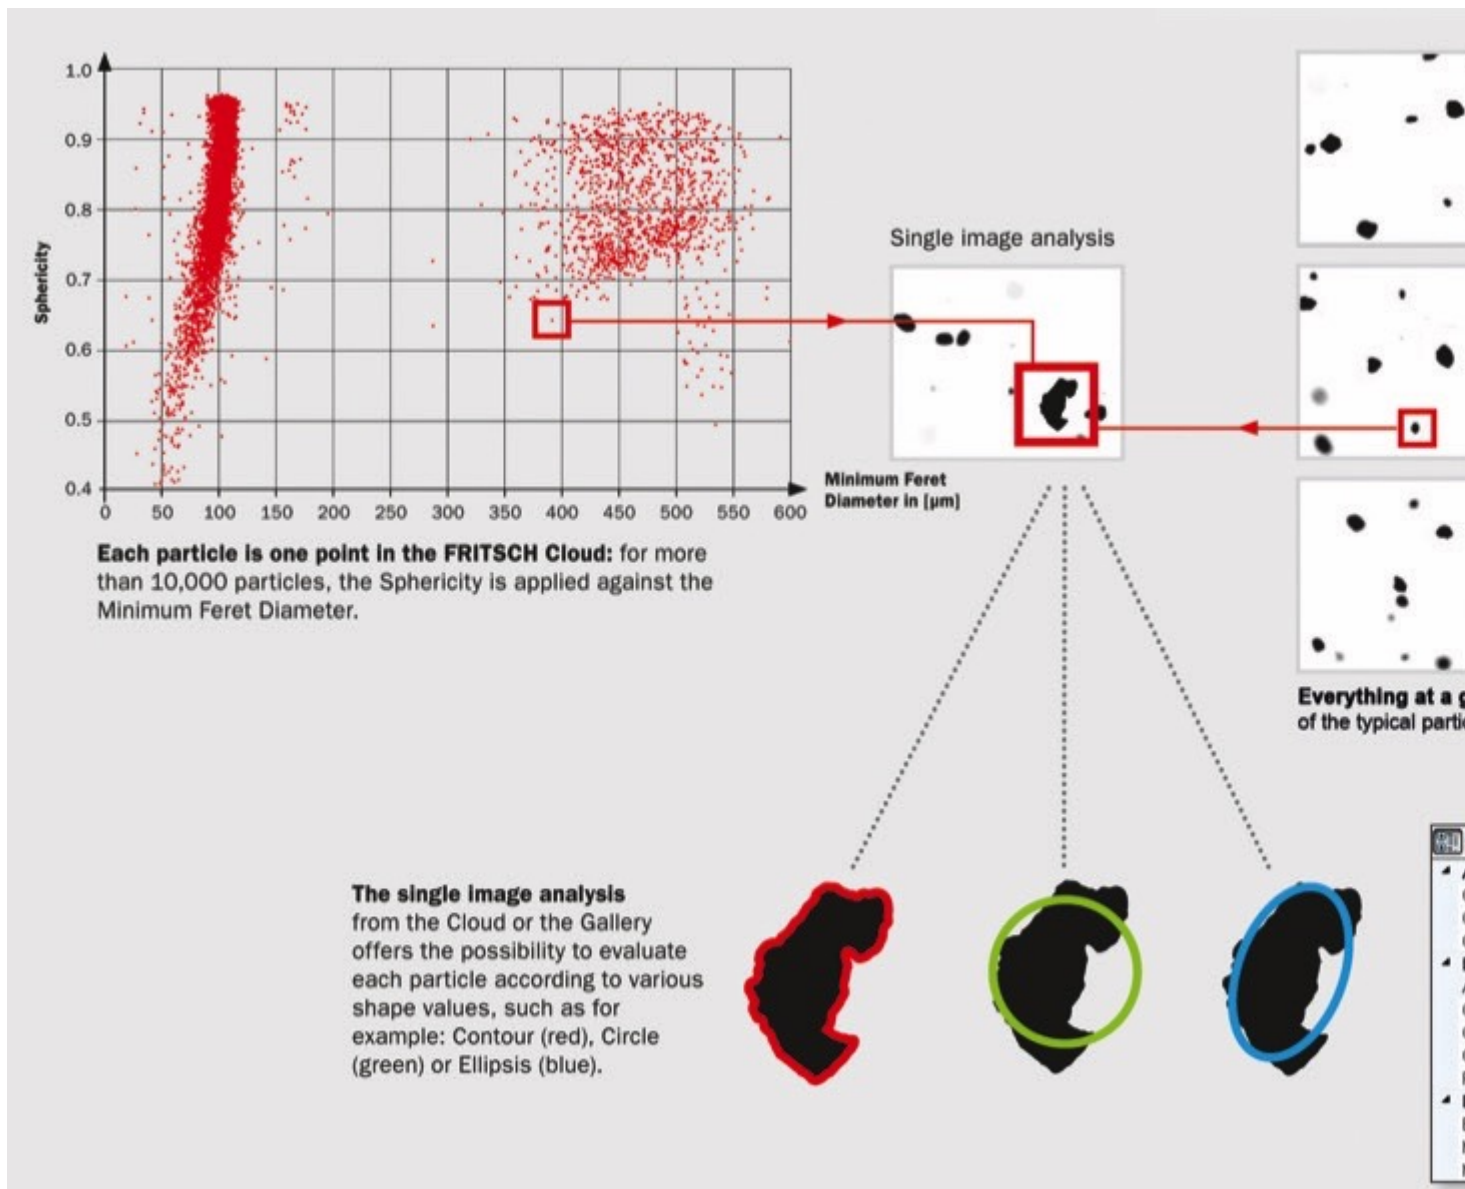 1.0
0.9
0.8
0.7
0.6
0.5
0.4
Sphericity
0 50 100 150 200 250 300 350 400 450 500 550 600
Minimum Feret
Diameter in [µm]
Each particle is one point in the FRITSCH Cloud: for more
than 10,000 particles, the Sphericity is applied against the
Minimum Feret Diameter.
Single image analysis
Everything at a
of the typical
The single image analysis
from the Cloud or the Gallery
offers the possibility to evaluate
each particle according to various
shape values, such as for
example: Contour (red), Circle
(green) or Ellipsis (blue).